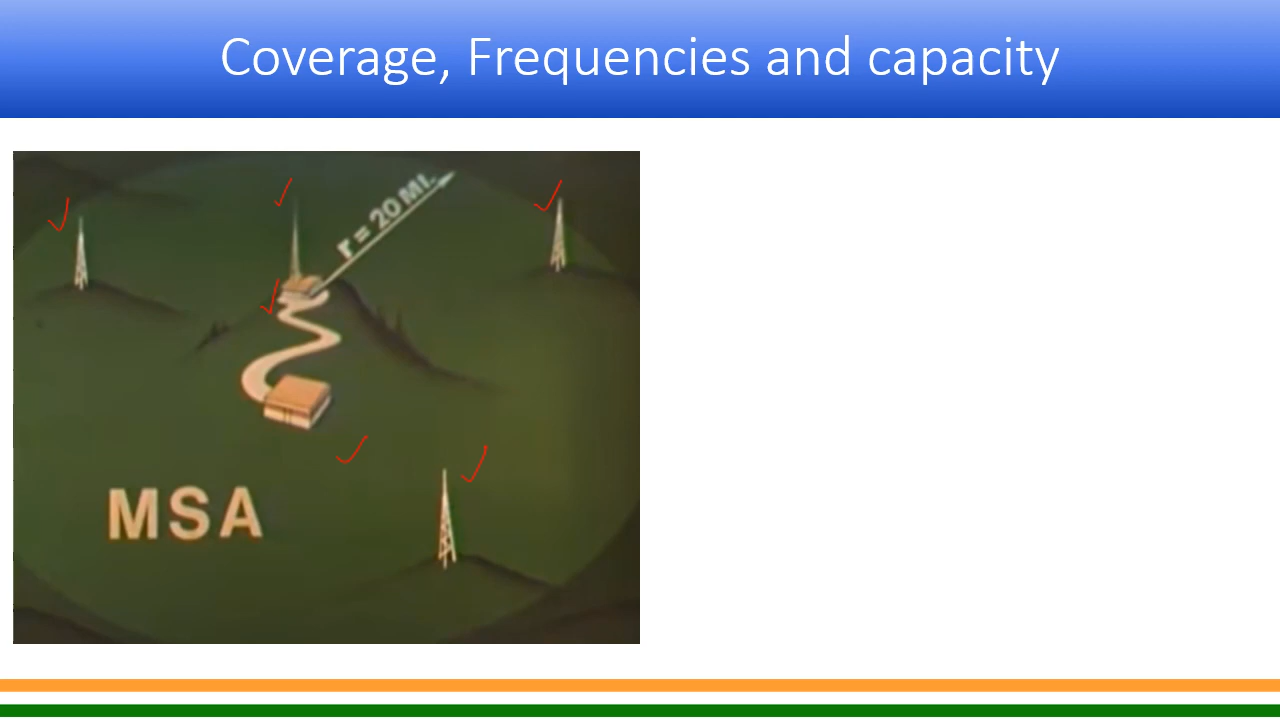 Coverage, Frequencies and capacity
r = 20 MI.
MSA